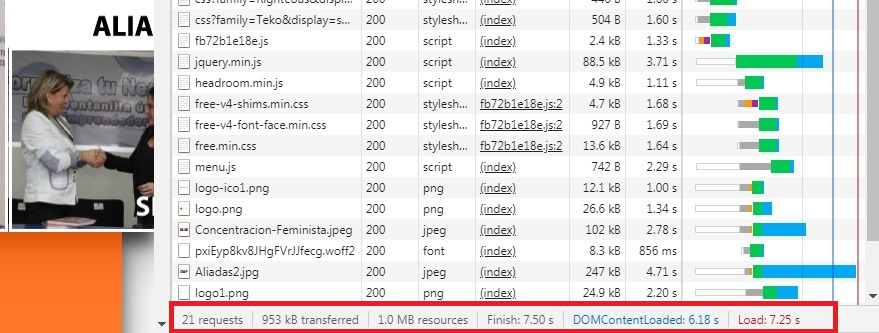 ALIA
css?family=Righteous&displ... 200 stylesh... (index)
css?family=Teko&display=s... 200 stylesh... (index) 504 B 1.60 s
fb72b1e18e.js 200 script (index) 2.4 kB 1.33 s
jquery.min.js 200 script (index) 88.5 kB 3.71 s
headroom.min.js 200 script (index) 4.9 kB 1.11 s
free-v4-shims.min.css 200 stylesh... fb72b1e18e.js:2 4.7 kB 1.68 s
free-v4-font-face.min.css 200 stylesh... fb72b1e18e.js:2 927 B 1.69 s
free.min.css 200 stylesh... fb72b1e18e.js:2 13.6 kB 1.64 s
menu.js 200 script (index) 742 B 2.29 s
logo-ico1.png 200 png (index) 12.1 kB 1.00 s
logo.png 200 png (index) 26.6 kB 1.34 s
Concentracion-Feminista.jpeg 200 jpeg (index) 102 kB 2.78 s
pxiEyp8kv8JHgFVrJJfecg.woff2 200 font (index) 8.3 kB 856 ms
Aliadas2.jpg 200 jpeg (index) 247 kB 4.71 s
logo1.png 200 png (index) 24.9 kB 2.20 s
21 requests 953 kB transferred 1.0 MB resources Finish: 7.50 s DOMContentLoaded: 6.18 s Load: 7.25 s